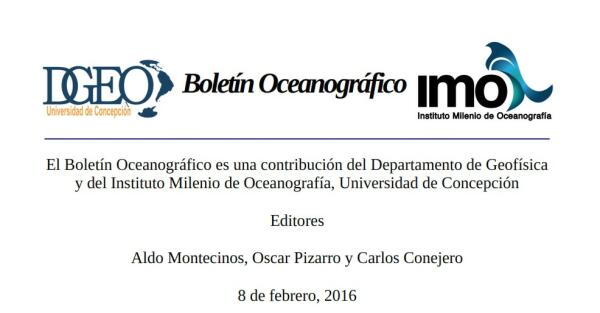 DGEO
Universidad de Concepción
Boletín Oceanográfico
imo
Instituto Milenio de Oceanografía
El Boletín Oceanográfico es una contribución del Departamento de Geofísica
y del Instituto Milenio de Oceanografía, Universidad de Concepción
Editores
Aldo Montecinos, Oscar Pizarro y Carlos Conejero
8 de febrero, 2016